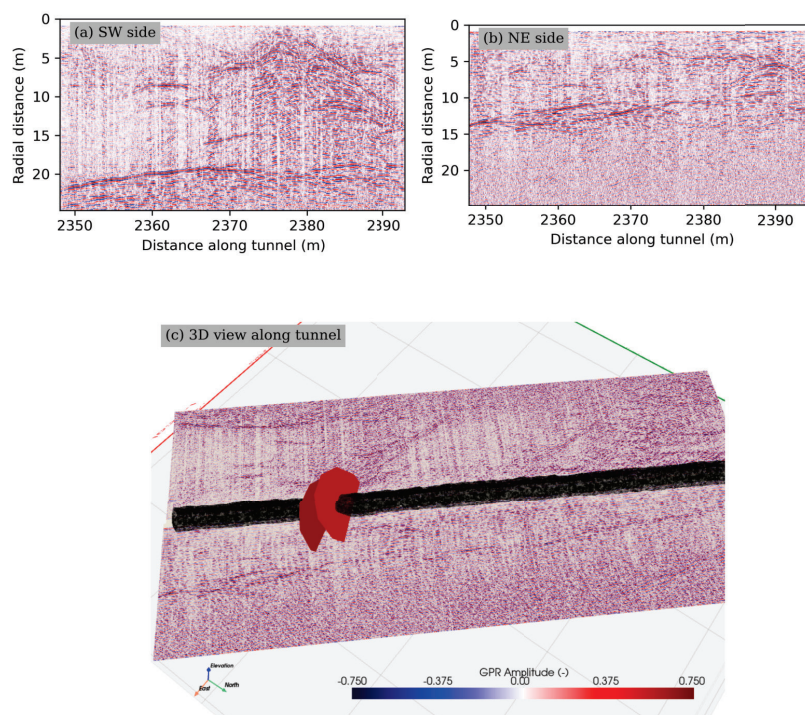 (a) SW side
0
5
10
15
20
Radial distance (m)
2350 2360 2370 2380 2390
Distance along tunnel (m)
(b) NE side
0
5
10
15
20
Radial distance (m)
2350 2360 2370 2380 2390
Distance along tunnel (m)
(c) 3D view along tunnel
Elevation
East
North
GPR Amplitude (-)
-0.750 -0.375 0.00 0.375 0.750